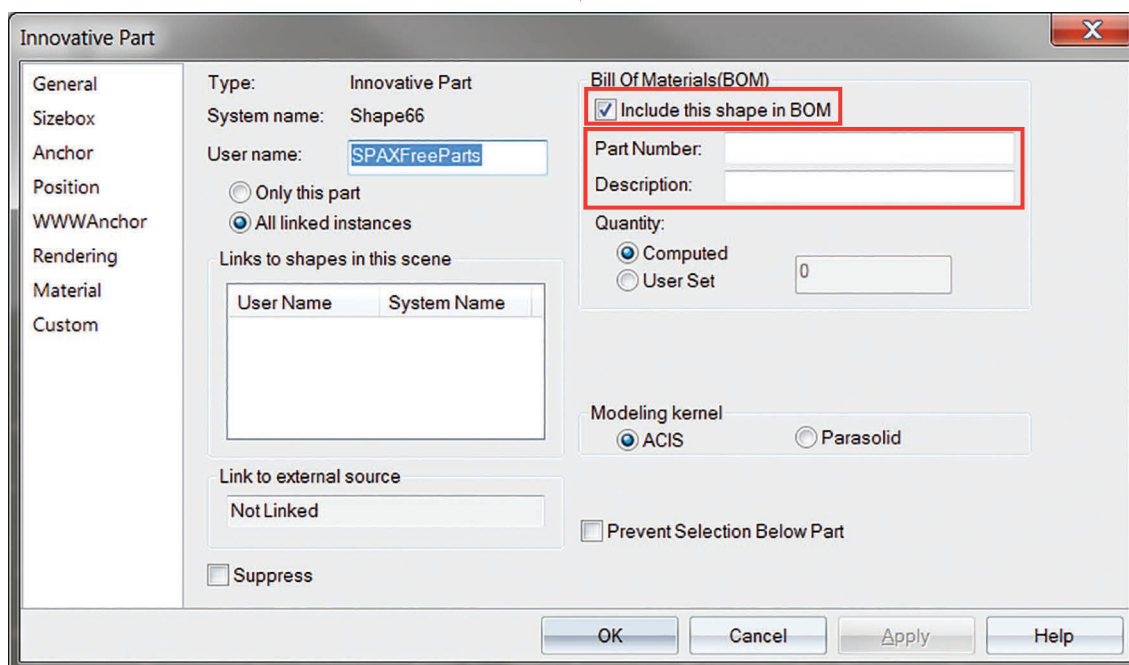 Innovative Part
General
Sizebox
Anchor
Position
WWWAnchor
Rendering
Material
Custom
Type: Innovative Part
System name: Shape66
User name: SPAXFreeParts
Only this part
All linked instances
Links to shapes in this scene
User Name System Name
Link to external source
Not Linked
Suppress
Bill Of Materials(BOM)
Include this shape in BOM
Part Number:
Description:
Quantity:
Computed
User Set 0
Modeling kernel
ACIS Parasolid
Prevent Selection Below Part
OK Cancel Apply Help